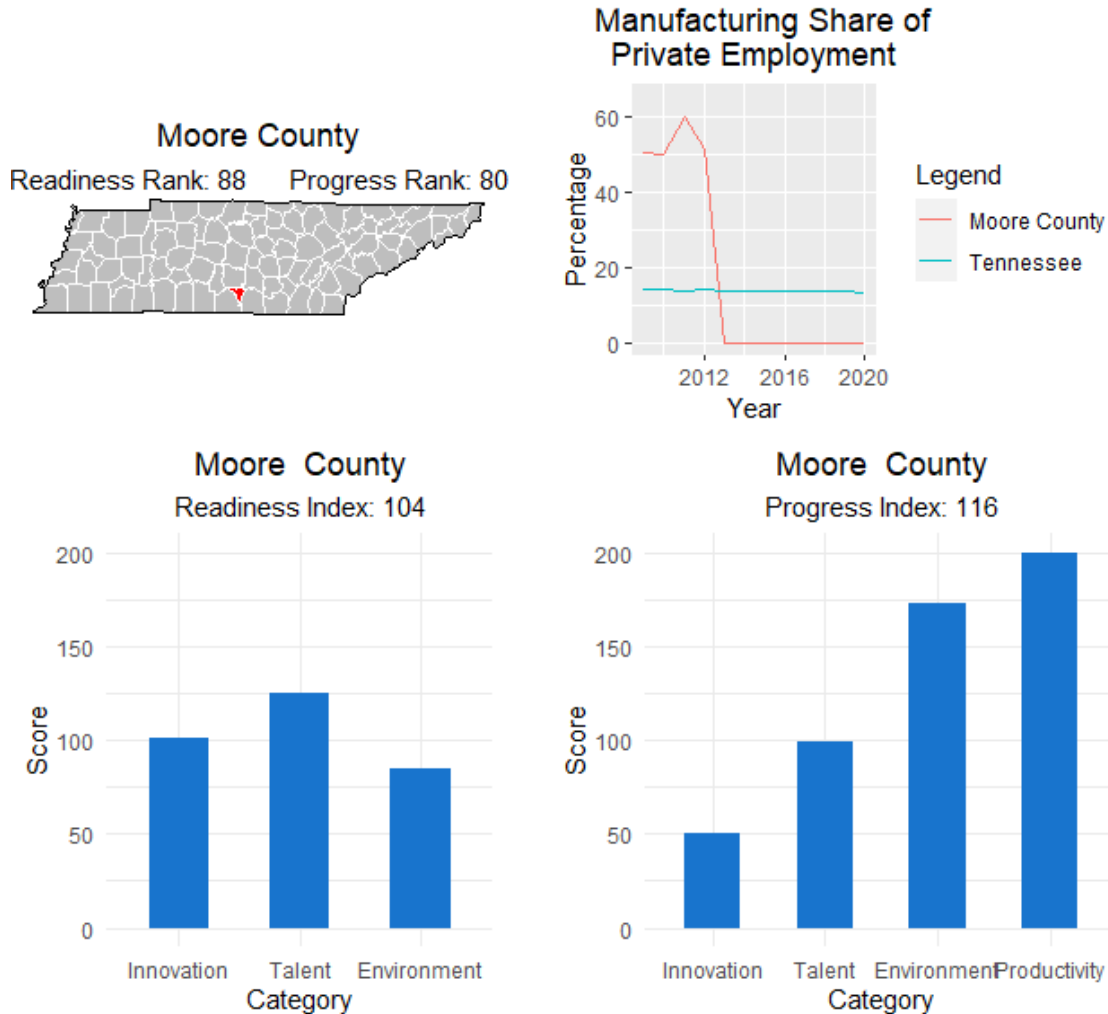 Moore County
Readiness Rank: 88 Progress Rank: 80
Manufacturing Share of
Private Employment
60
40
20
0
Percentage
2012 2016 2020
Year
Legend
Moore County
Tennessee
Moore County
Readiness Index: 104
200
150
100
50
0
Score
Innovation Talent Environment
Category
Moore County
Progress Index: 116
200
150
100
50
0
Score
Innovation Talent Environment Productivity
Category